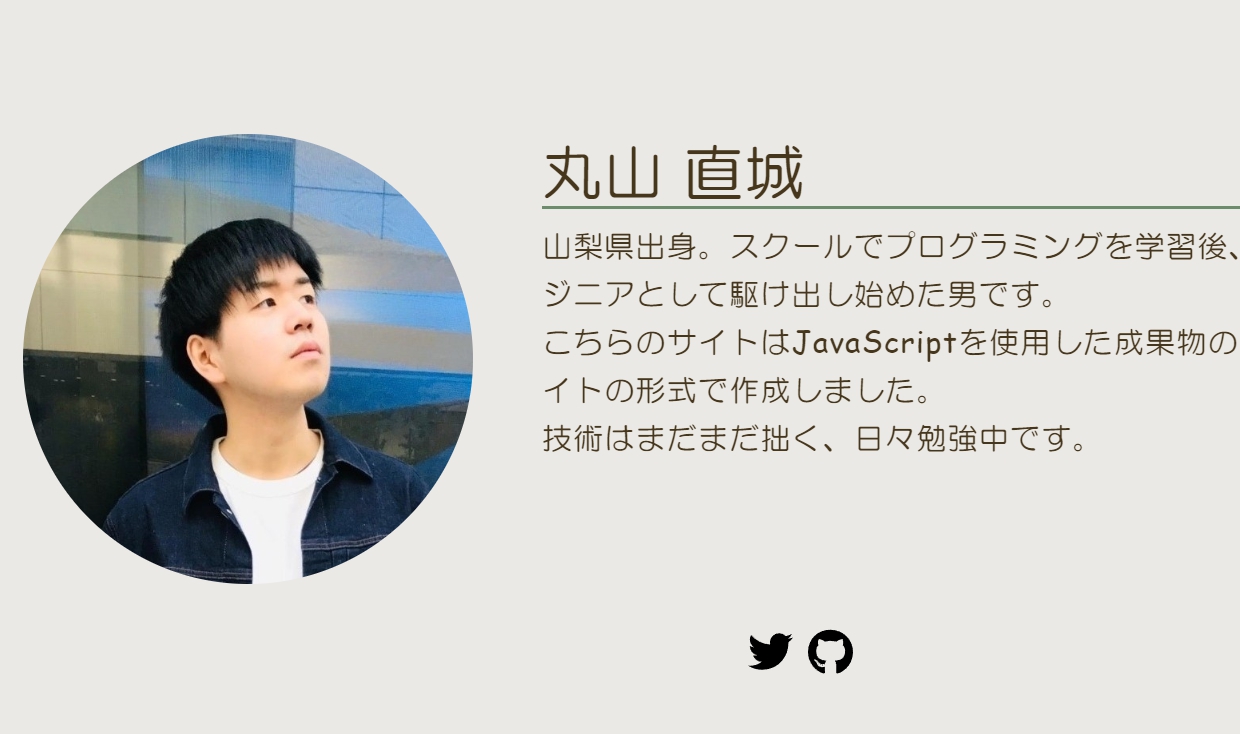 丸山 直城
山梨県出身。スクールでプログラミングを学習後、
ジニアとして駆け出し始めた男です。
こちらのサイトはJavaScriptを使用した成果物の
イトの形式で作成しました。
技術はまだまだ拙く、日々勉強中です。